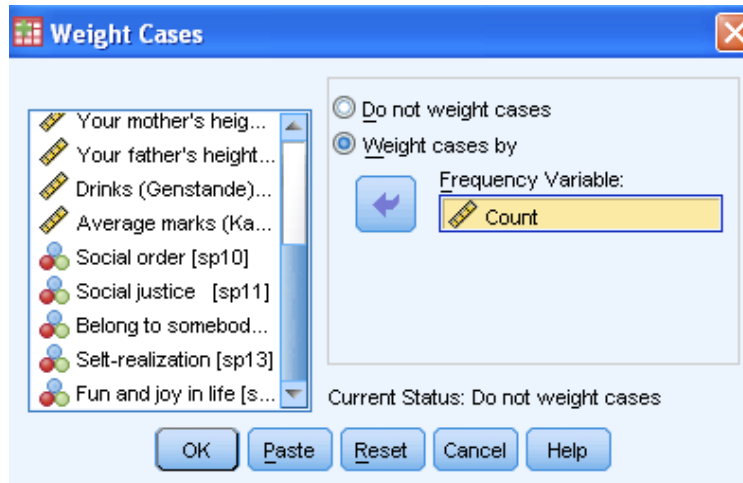 Weight Cases
Your mother's heig...
Your father's height...
Drinks (Genstande)...
Average marks (Ka...
Social order [sp10]
Social justice [sp11]
Belong to somebod...
Self-realization [sp13]
Fun and joy in life [s...
Do not weight cases
Weight cases by
Frequency Variable:
Count
Current Status: Do not weight cases
OK
Paste
Reset
Cancel
Help